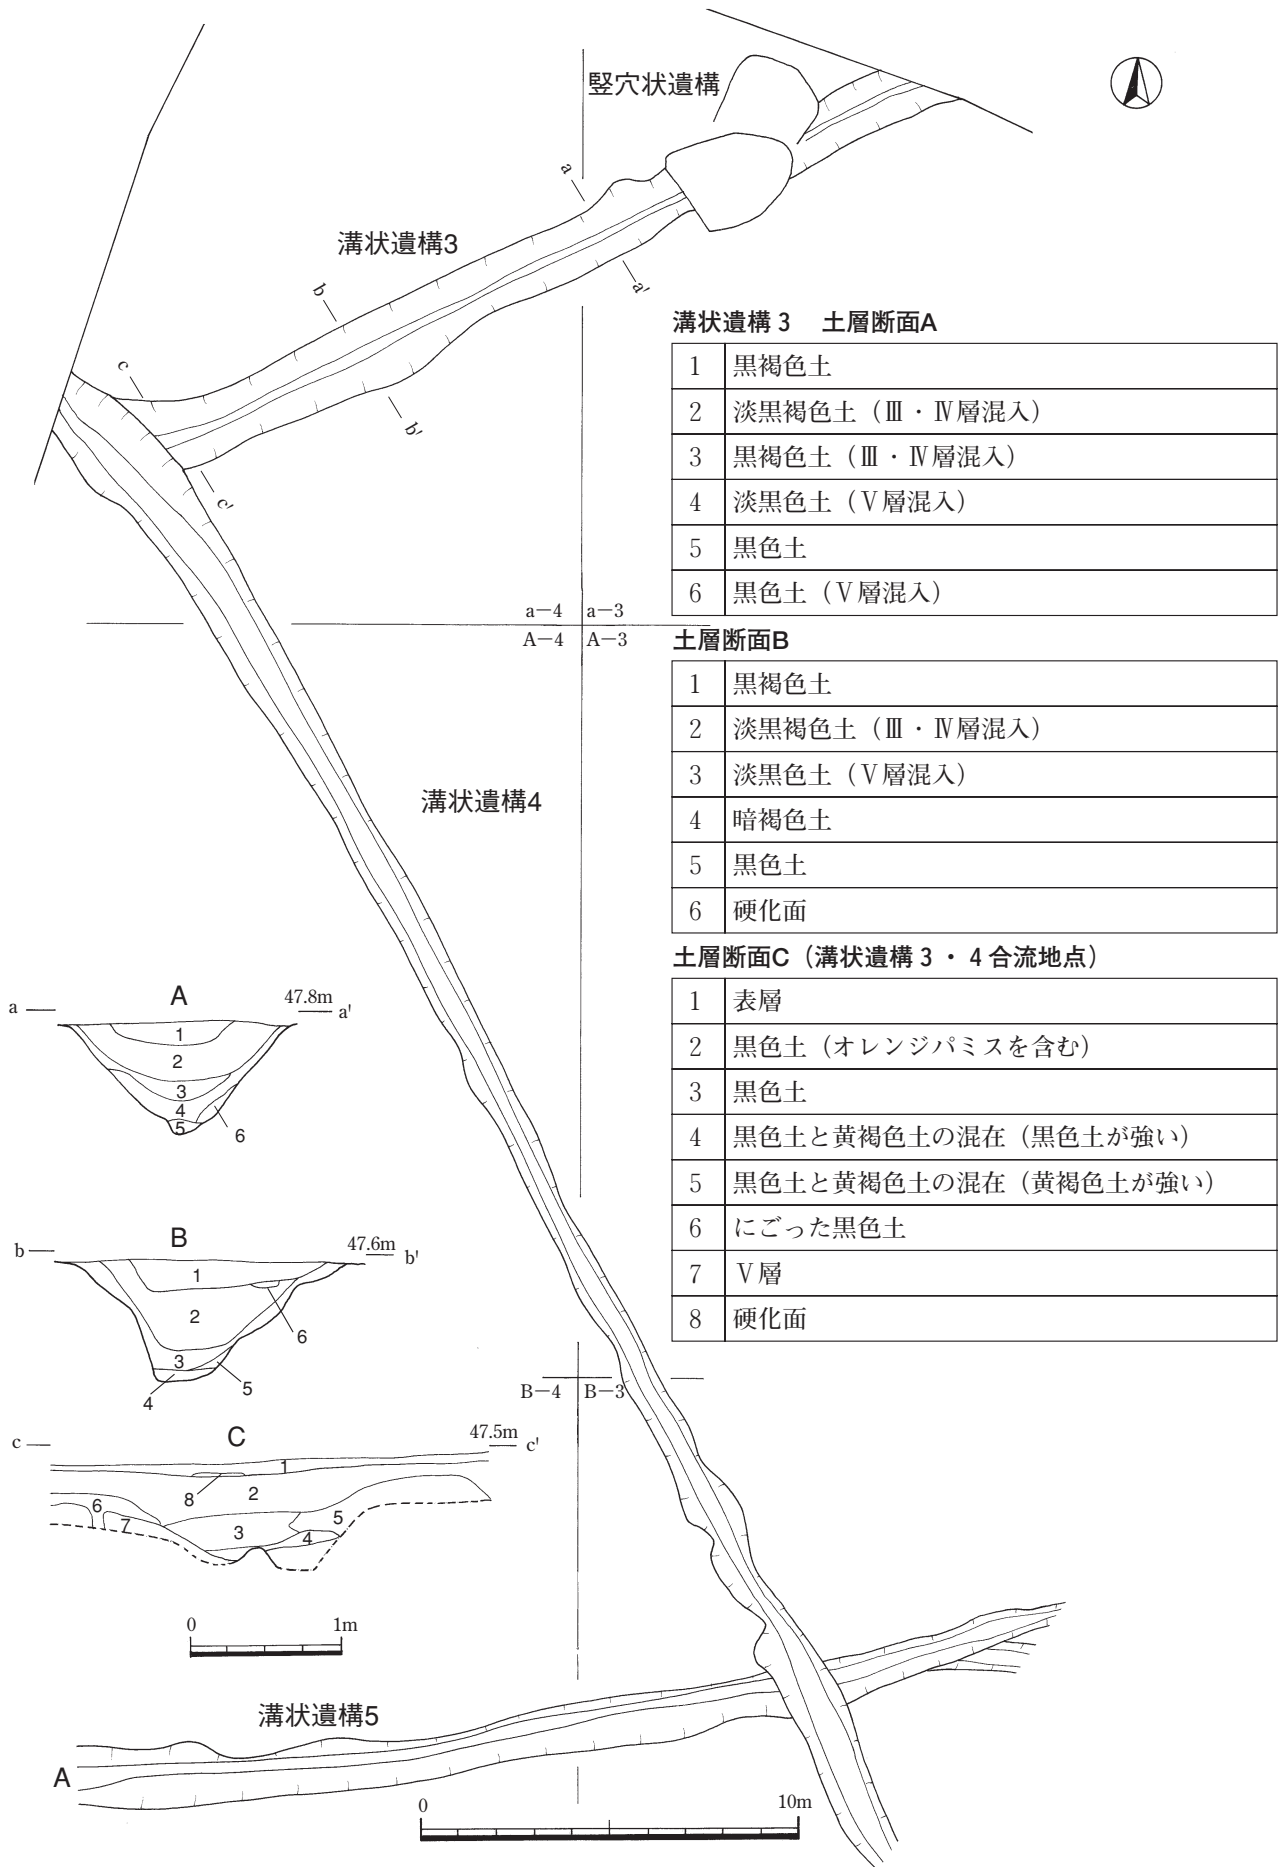 竪穴状遺構
a
溝状遺構3
a'
b
b'
c
c'
溝状遺構 3　土層断面A
1 黒褐色土
2 淡黒褐色土（Ⅲ・Ⅳ層混入）
3 黒褐色土（Ⅲ・Ⅳ層混入）
4 淡黒色土（Ⅴ層混入）
5 黒色土
6 黒色土（Ⅴ層混入）
a－4 a－3
A－4 A－3
土層断面B
1 黒褐色土
2 淡黒褐色土（Ⅲ・Ⅳ層混入）
3 淡黒色土（Ⅴ層混入）
4 暗褐色土
5 黒色土
6 硬化面
溝状遺構4
土層断面C（溝状遺構 3 ・ 4 合流地点）
1 表層
2 黒色土（オレンジパミスを含む）
3 黒色土
4 黒色土と黄褐色土の混在（黒色土が強い）
5 黒色土と黄褐色土の混在（黄褐色土が強い）
6 にごった黒色土
7 Ⅴ層
8 硬化面
A
a 47.8m a'
1
2
3
4
5
6
B
b 47.6m b'
1
2
6
3
5
4
B－4 B－3
C
c 47.5m c'
1
8
2
6
7
3
5
4
0 1m
溝状遺構5
A
0 10m